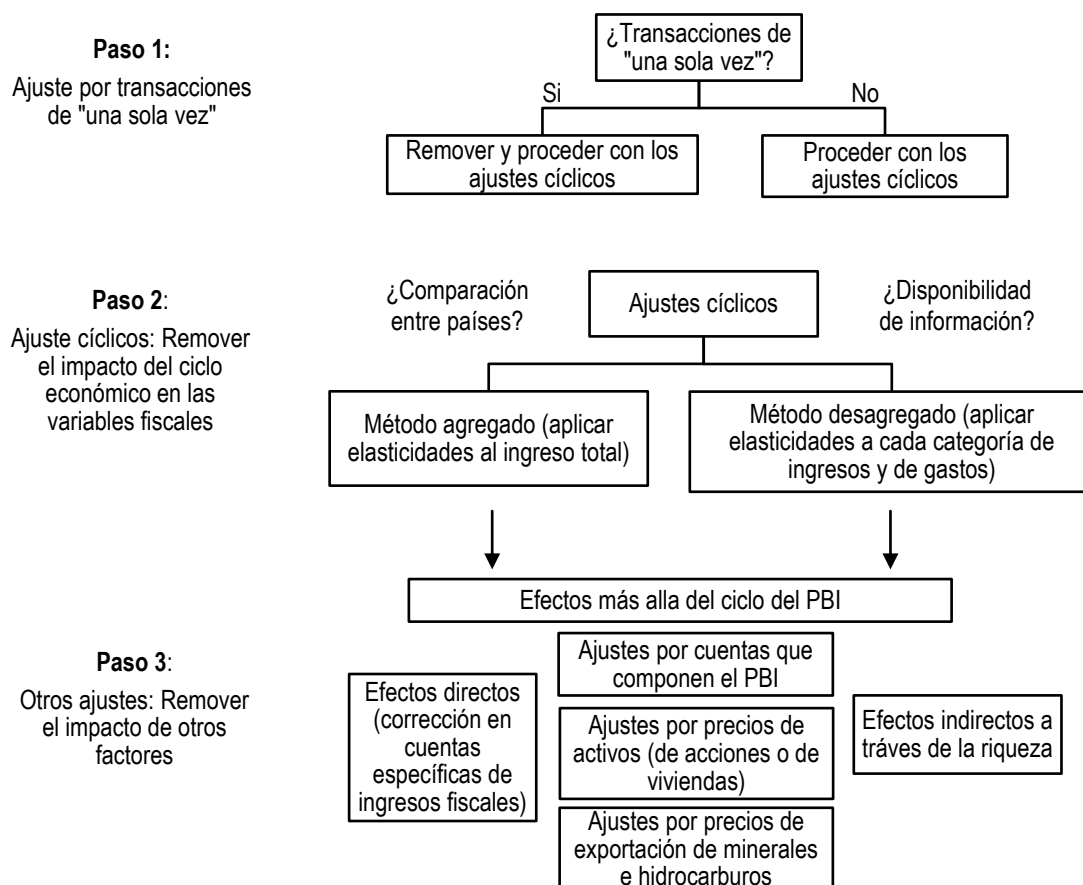 Paso 1:
Ajuste por transacciones
de "una sola vez"
¿Transacciones de
"una sola vez"?
Si
No
Remover y proceder con los
ajustes cíclicos
Proceder con los
ajustes cíclicos
Paso 2:
Ajuste cíclicos: Remover
el impacto del ciclo
económico en las
variables fiscales
¿Comparación
entre países?
Ajustes cíclicos
¿Disponibilidad
de información?
Método agregado (aplicar
elasticidades al ingreso total)
Método desagregado (aplicar
elasticidades a cada categoría de
ingresos y de gastos)
Efectos más alla del ciclo del PBI
Paso 3:
Otros ajustes: Remover
el impacto de otros
factores
Efectos directos
(corrección en
cuentas
específicas de
ingresos fiscales)
Ajustes por cuentas que
componen el PBI
Ajustes por precios de
activos (de acciones o de
viviendas)
Ajustes por precios de
exportación de minerales
e hidrocarburos
Efectos indirectos a
tráves de la riqueza